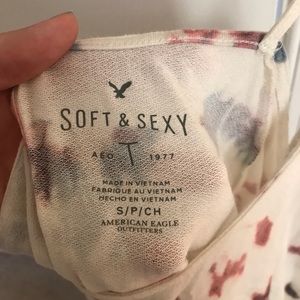 SOFT & SEXY
AEO T 1977
MADE IN VIETNAM
FABRIQUÉ AU VIETNAM
HECHO EN VIETNAM
S/P/CH
AMERICAN EAGLE
OUTFITTERS